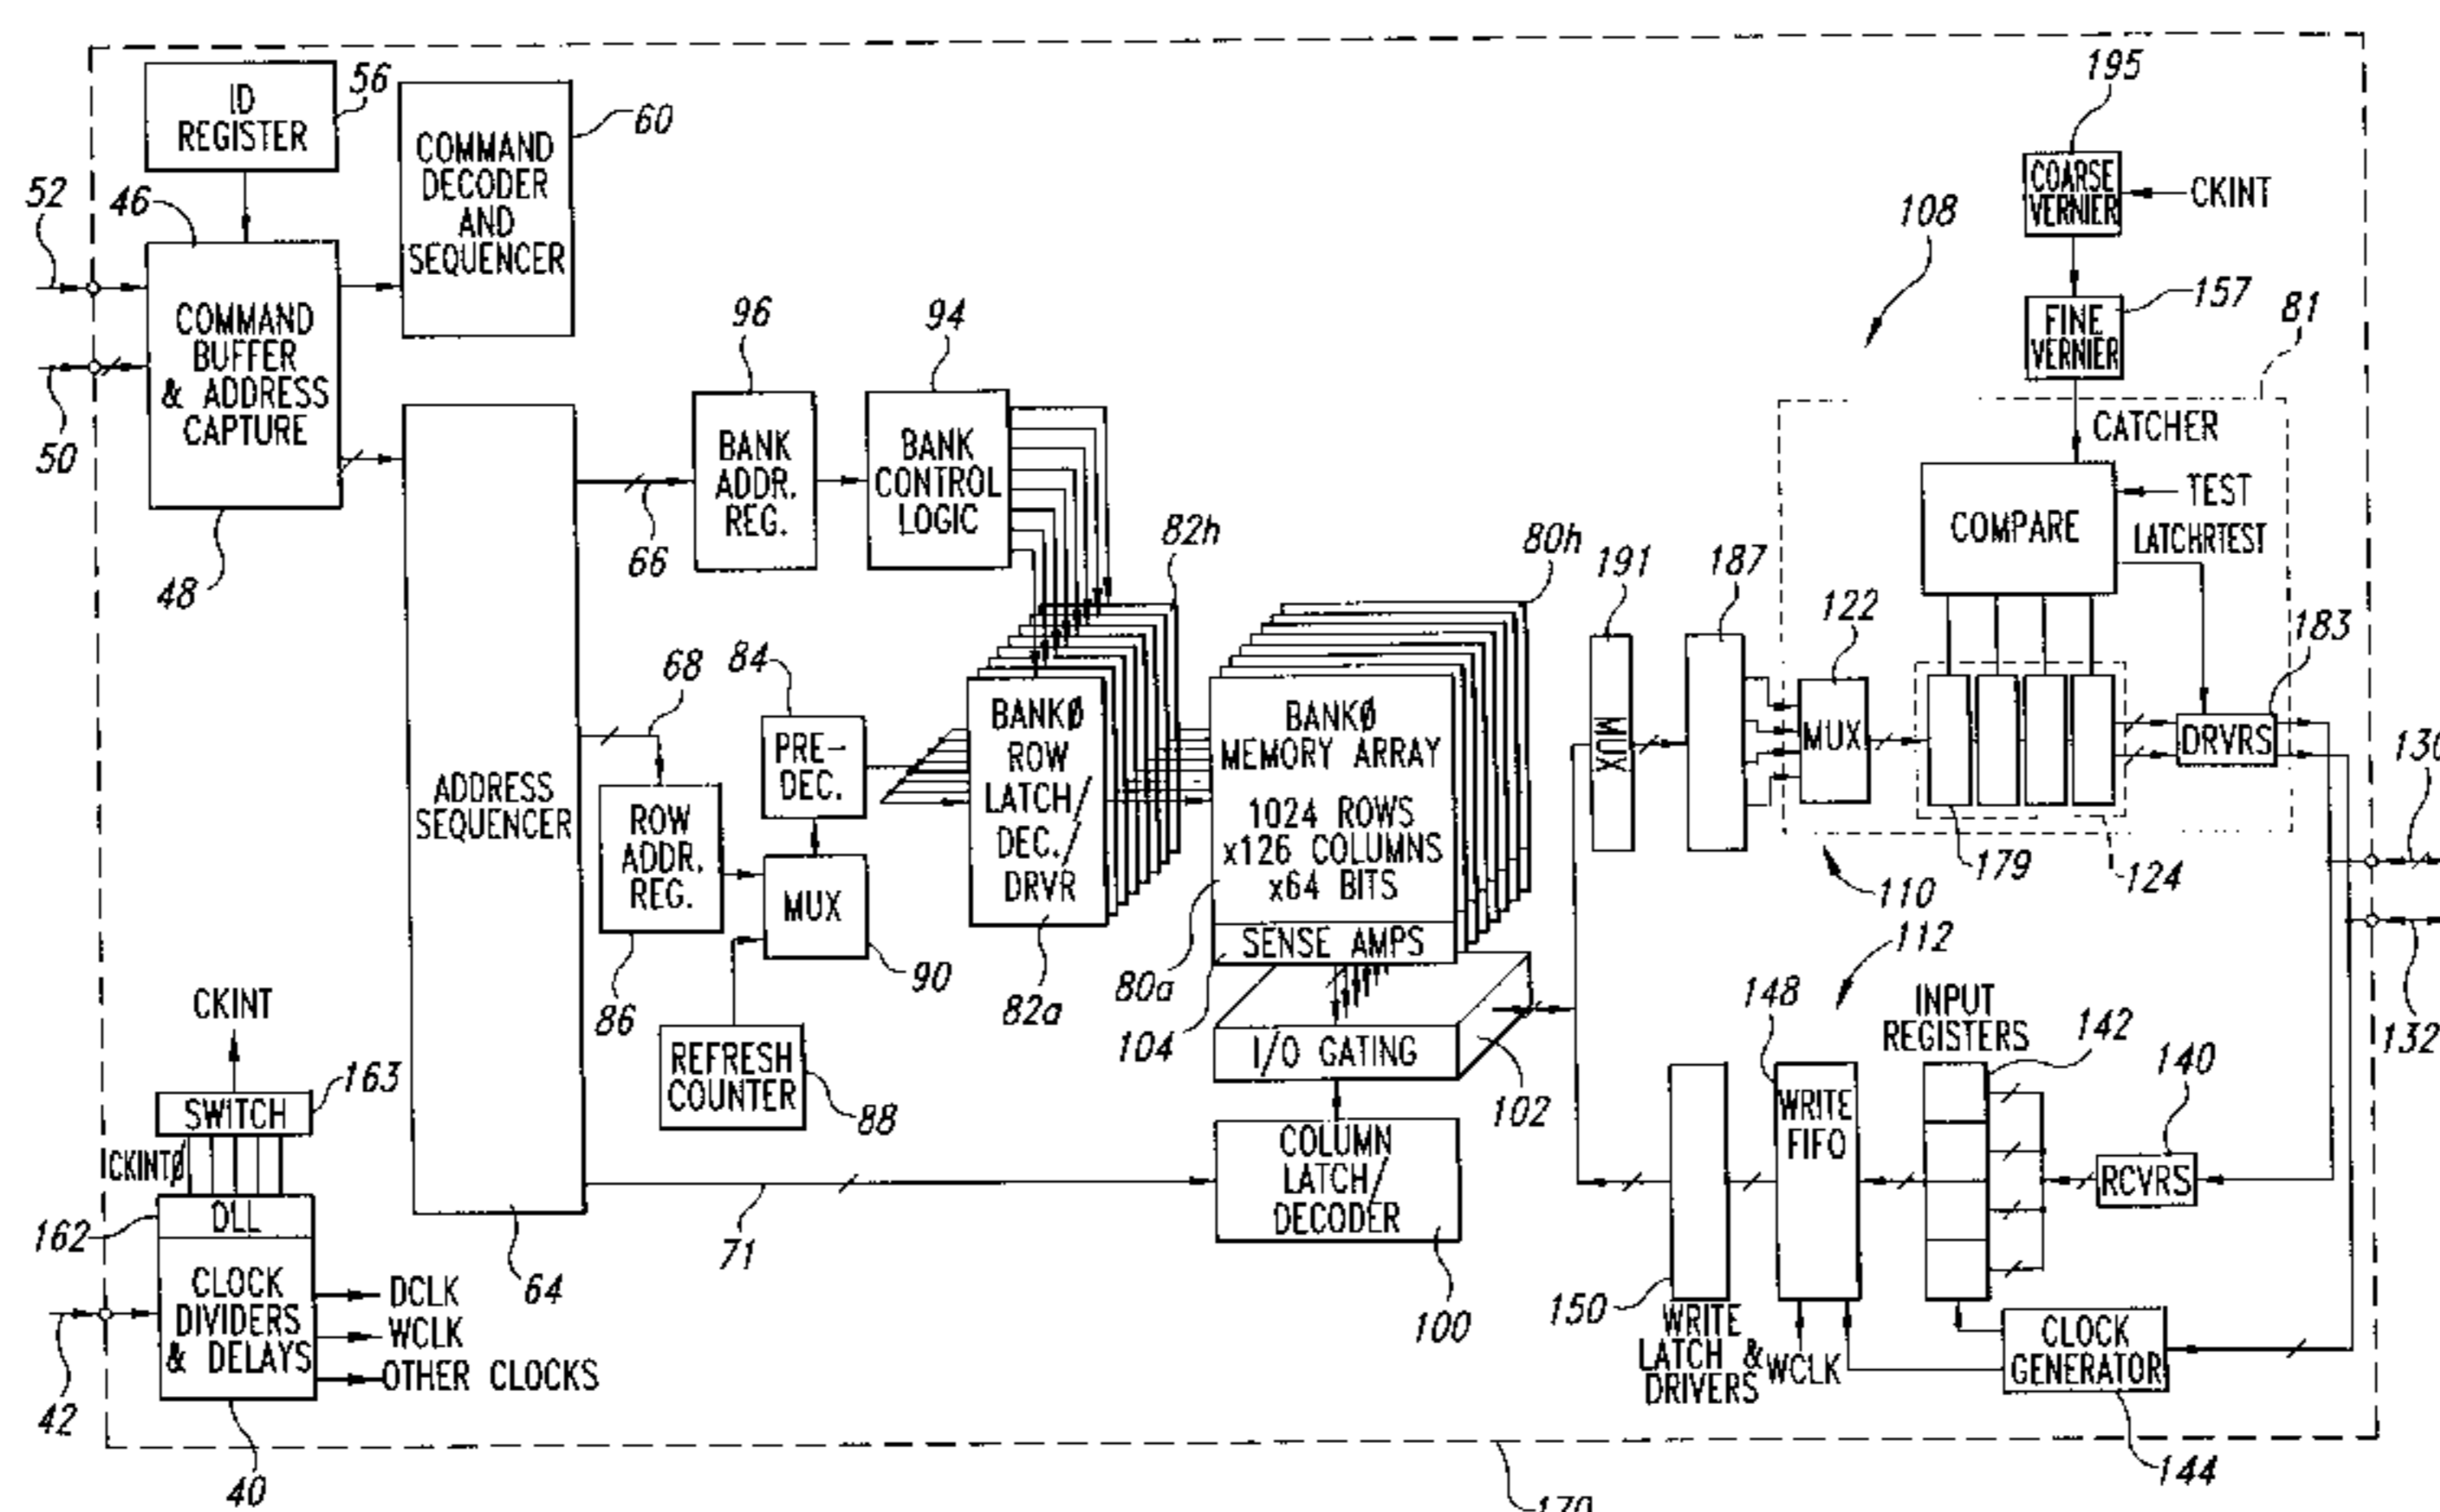 ID
REGISTER
56
COMMAND
DECODER
AND
SEQUENCER
60
52
46
COMMAND
BUFFER
& ADDRESS
CAPTURE
50
48
195
COARSE
VERNIER
CKINT
108
157
FINE
VERNIER
81
96
94
BANK
ADDR.
REG.
BANK
CONTROL
LOGIC
66
82h
80h
191
187
CATCHER
COMPARE
TEST
LATCHRTEST
122
183
ADDRESS
SEQUENCER
68
84
PRE-
DEC.
BANKØ
ROW
LATCH
DEC./
DRVR
BANKØ
MEMORY ARRAY
1024 ROWS
x126 COLUMNS
x64 BITS
SENSE AMPS
MUX
MUX
DRVRS
ROW
ADDR.
REG.
MUX
86
90
82a
80a
104
110
179
124
112
132
CKINT
163
SWITCH
CKINTØ
DLL
162
REFRESH
COUNTER
88
I/O GATING
102
148
INPUT
REGISTERS
142
140
WRITE
FIFO
RCVRS
COLUMN
LATCH/
DECODER
71
64
100
CLOCK
DIVIDERS
& DELAYS
DCLK
WCLK
OTHER CLOCKS
42
40
150
WRITE
LATCH &
DRIVERS
WCLK
CLOCK
GENERATOR
144